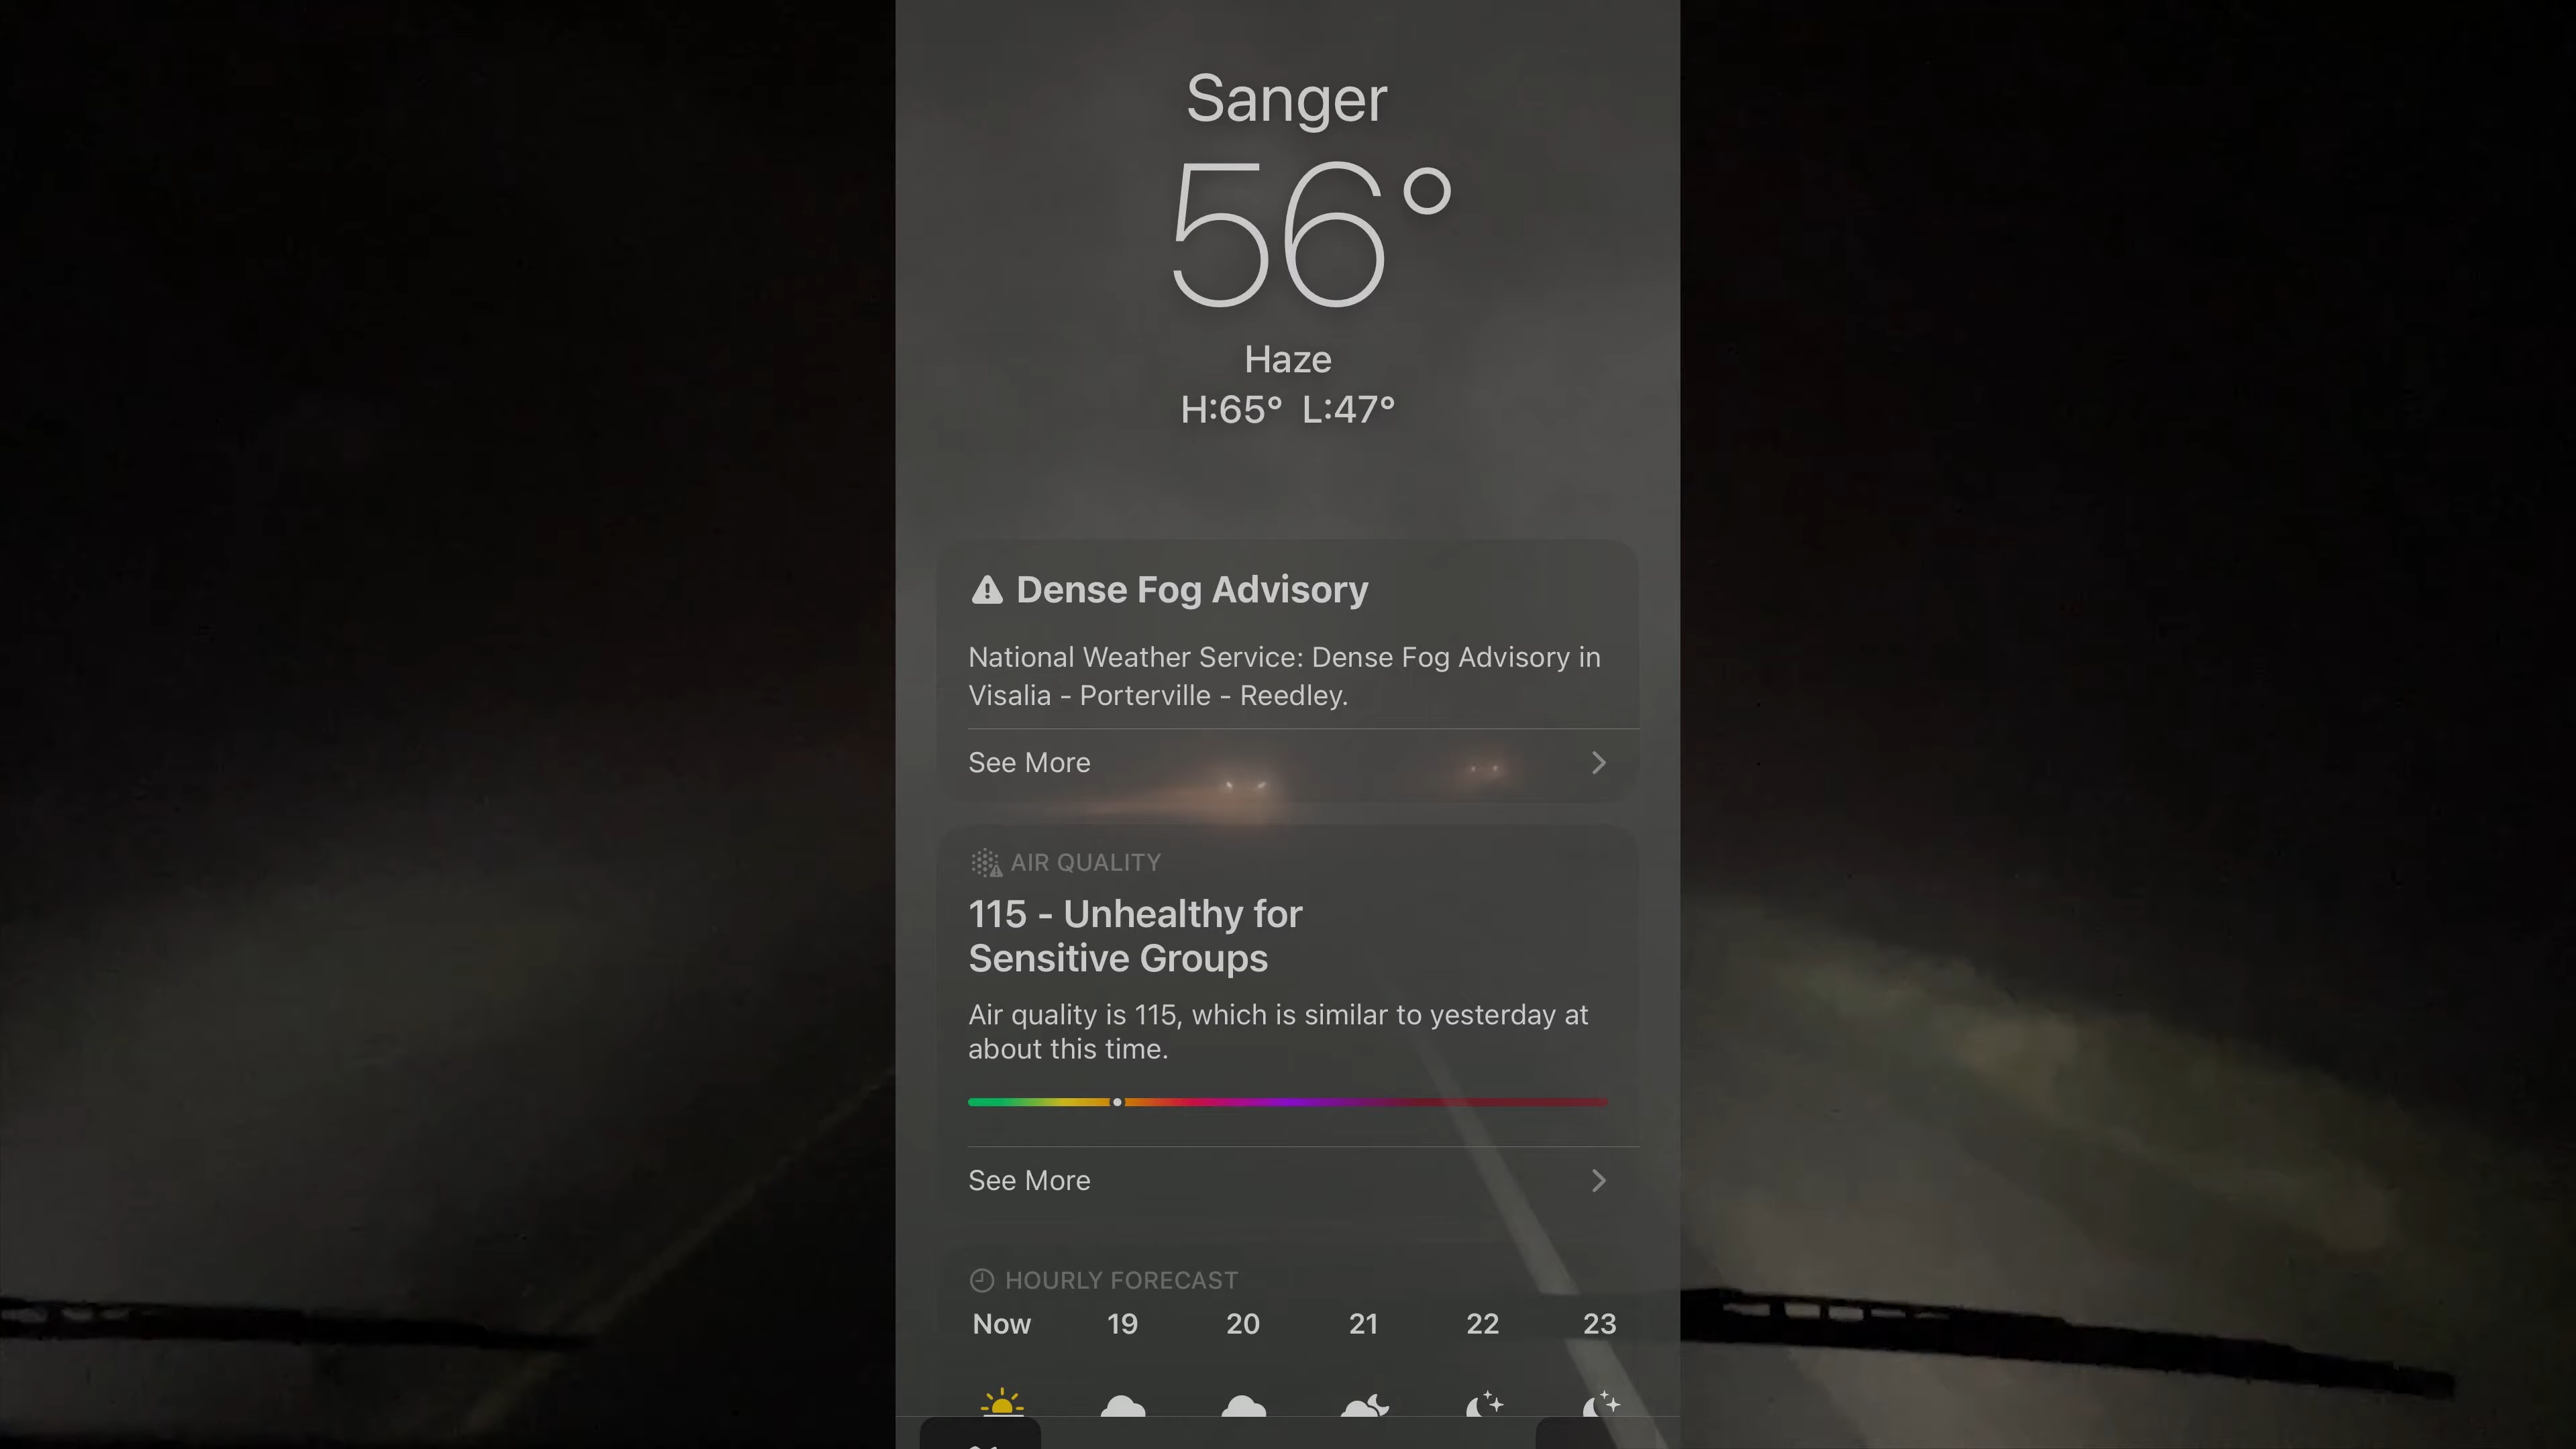 Sanger
56°
Haze
H:65° L:47°
Dense Fog Advisory
National Weather Service: Dense Fog Advisory in
Visalia - Porterville - Reedley.
See More
AIR QUALITY
115 - Unhealthy for
Sensitive Groups
Air quality is 115, which is similar to yesterday at
about this time.
See More
HOURLY FORECAST
Now 19 20 21 22 23